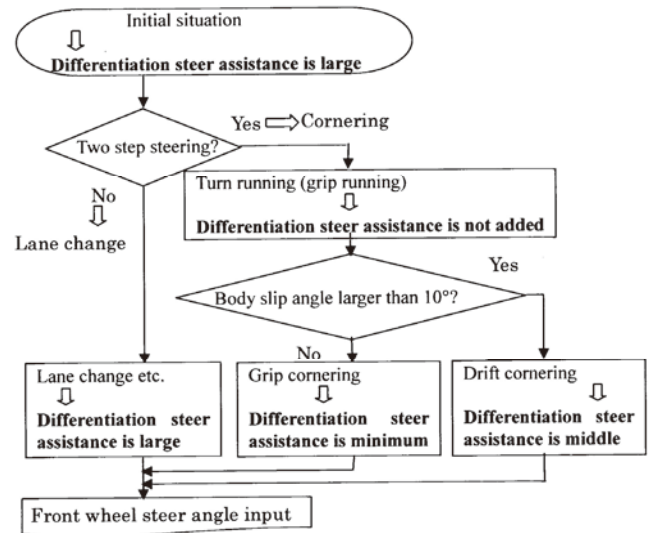 Initial situation
⇩
Differentiation steer assistance is large
Yes ⇨ Cornering
Two step steering?
No
⇩
Lane change
Turn running (grip running)
⇩
Differentiation steer assistance is not added
Yes
Body slip angle larger than 10°?
No
Lane change etc.
⇩
Differentiation steer
assistance is large
Grip cornering
⇩
Differentiation steer
assistance is minimum
Drift cornering
⇩
Differentiation steer
assistance is middle
Front wheel steer angle input